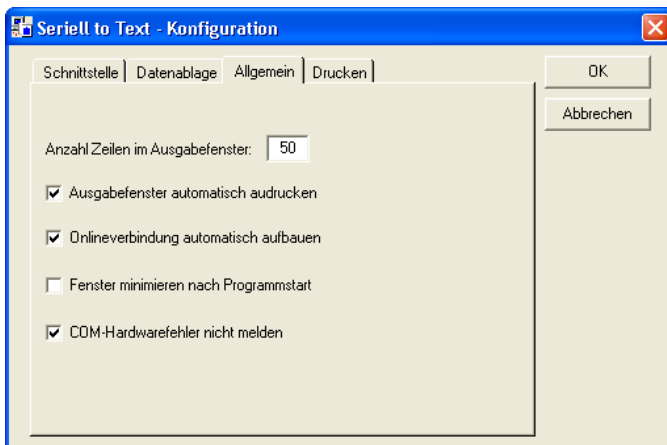 Seriell to Text - Konfiguration
Schnittstelle Datenablage Allgemein Drucken OK
Abbrechen
Anzahl Zeilen im Ausgabefenster: 50
Ausgabefenster automatisch audrucken
Onlineverbindung automatisch aufbauen
Fenster minimieren nach Programmstart
COM-Hardwarefehler nicht melden